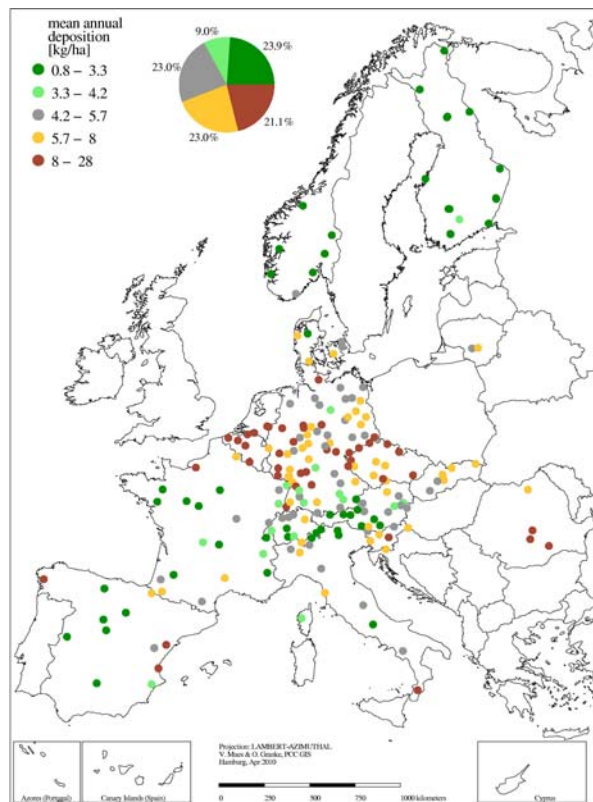 mean annual
deposition
[kg/ha]
0.8 – 3.3
3.3 – 4.2
4.2 – 5.7
5.7 – 8
8 – 28
9.0%
23.9%
23.0%
23.0%
21.1%
Projection: LAMBERT-AZIMUTHAL
V. Mues & O. Granke, PCC GIS
Hamburg, Apr 2010
0 250 500 750 1000 kilometers
Azores (Portugal)
Canary Islands (Spain)
Cyprus